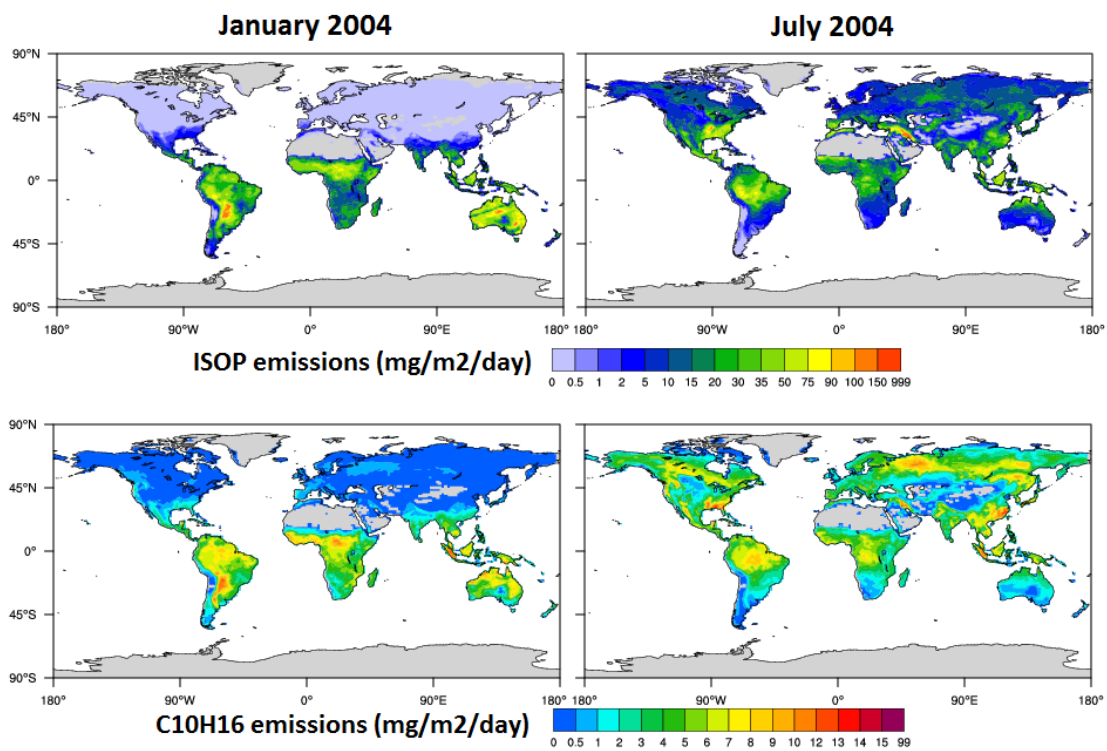 January 2004 July 2004
90°N
45°N
0°
45°S
90°S
180° 90°W 0° 90°E 180° 180° 90°W 0° 90°E 180°
ISOP emissions (mg/m2/day)
0 0.5 1 2 5 10 15 20 30 35 50 75 90 100 150 999
90°N
45°N
0°
45°S
90°S
180° 90°W 0° 90°E 180° 180° 90°W 0° 90°E 180°
C10H16 emissions (mg/m2/day)
0 0.5 1 2 3 4 5 6 7 8 9 10 12 13 14 15 99